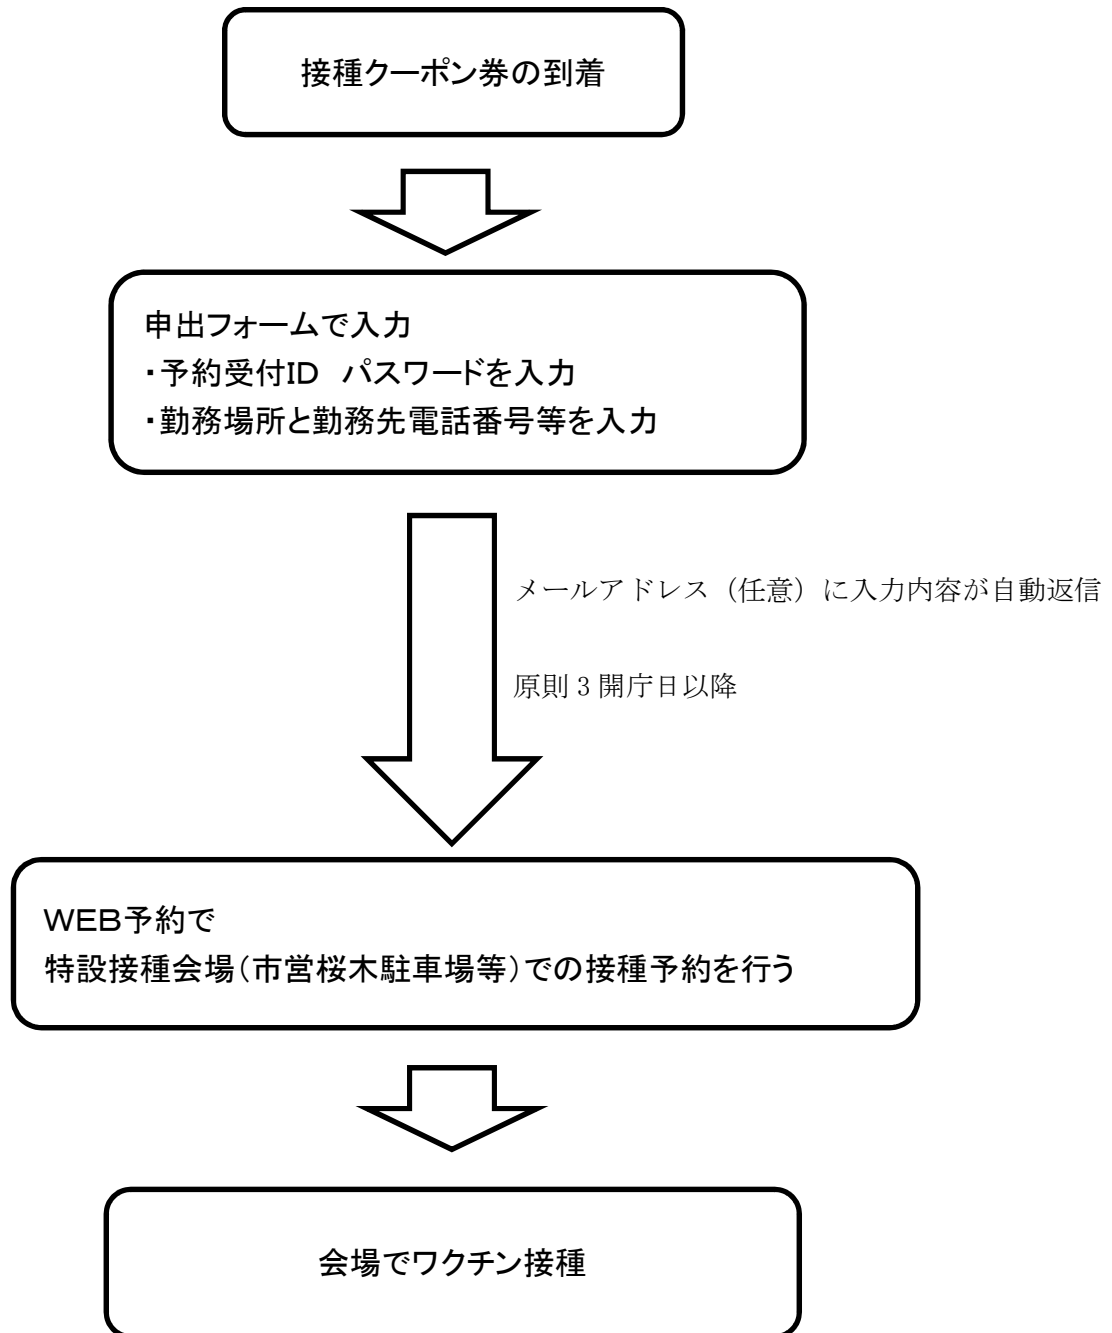 接種クーポン券の到着
申出フォームで入力
・予約受付ID　パスワードを入力
・勤務場所と勤務先電話番号等を入力
メールアドレス（任意）に入力内容が自動返信
原則3開庁日以降
WEB予約で
特設接種会場（市営桜木駐車場等）での接種予約を行う
会場でワクチン接種